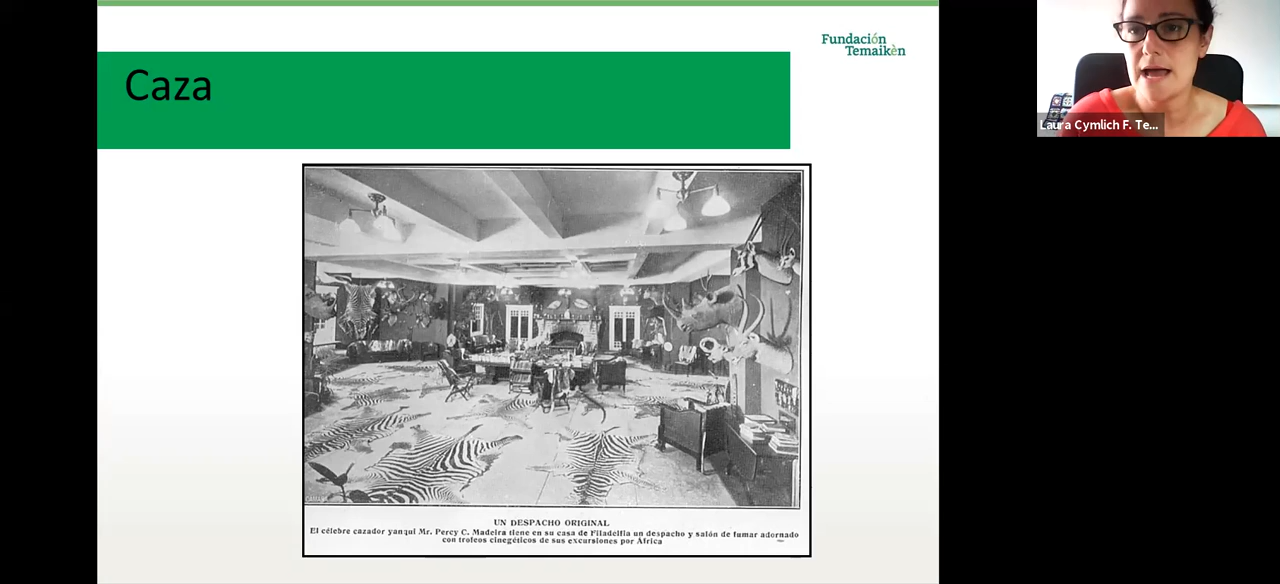 Fundación
Temaikèn
Caza
Laura Cymlich F. Te...
UN DESPACHO ORIGINAL
El célebre cazador yanqui Mr. Percy C. Madeira tiene en su casa de Filadelfia un despacho y salón de fumar adornado
con trofeos cinegéticos de sus excursiones por África